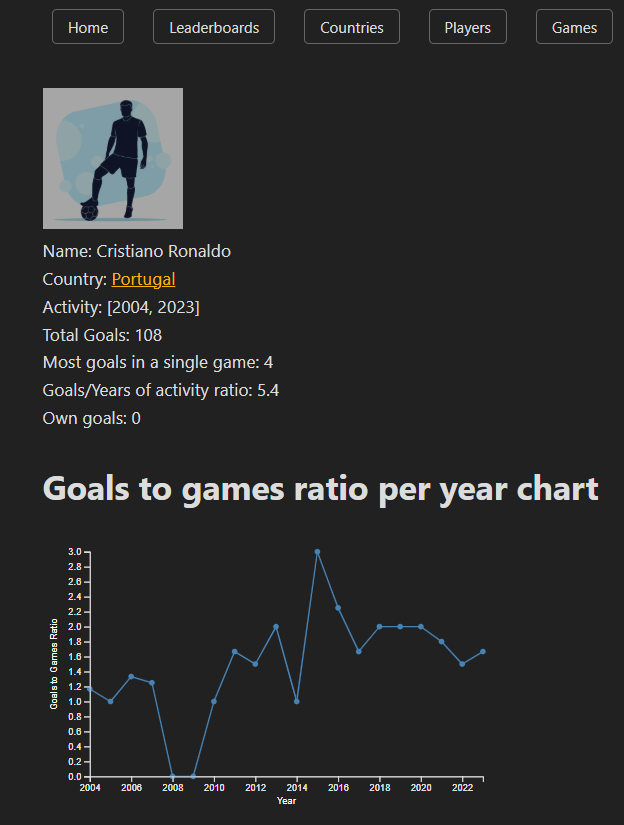 Home Leaderboards Countries Players Games
Name: Cristiano Ronaldo
Country: Portugal
Activity: [2004, 2023]
Total Goals: 108
Most goals in a single game: 4
Goals/Years of activity ratio: 5.4
Own goals: 0
Goals to games ratio per year chart
3.0
2.8
2.6
2.4
2.2
2.0
1.8
1.6
1.4
1.2
1.0
0.8
0.6
0.4
0.2
0.0
Goals to Games Ratio
2004 2006 2008 2010 2012 2014 2016 2018 2020 2022
Year